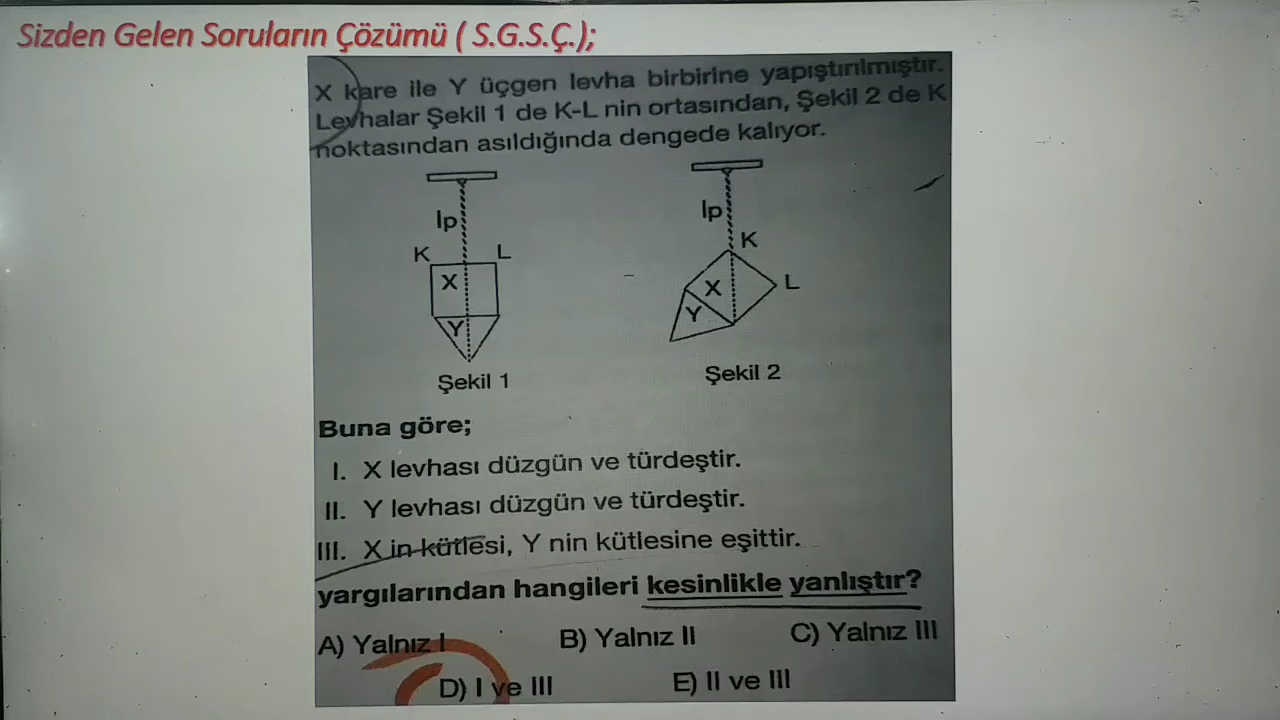 Sizden Gelen Soruların Çözümü ( S.G.S.Ç.);
X kare ile Y üçgen levha birbirine yapıştırılmıştır.
Levhalar Şekil 1 de K-L nin ortasından, Şekil 2 de K
noktasından asıldığında dengede kalıyor.
İp
İp
K
K
L
X
L
X
Y
Y
Şekil 1
Şekil 2
Buna göre;
I. X levhası düzgün ve türdeştir.
II. Y levhası düzgün ve türdeştir.
III. X in kütlesi, Y nin kütlesine eşittir.
yargılarından hangileri kesinlikle yanlıştır?
A) Yalnız I
B) Yalnız II
C) Yalnız III
D) I ve III
E) II ve III